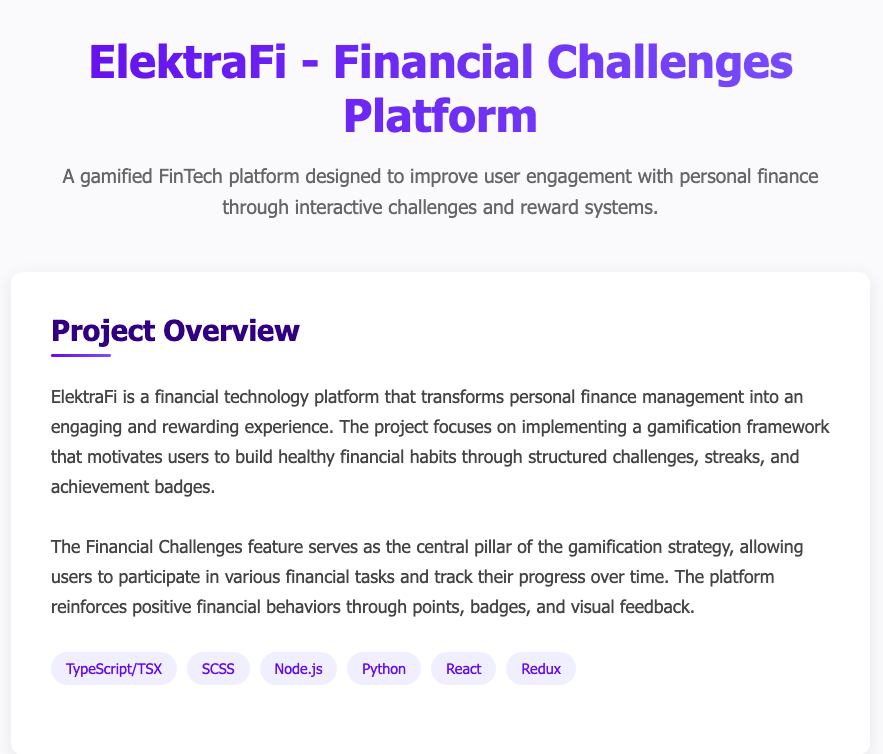 ElektraFi - Financial Challenges
Platform
A gamified FinTech platform designed to improve user engagement with personal finance
through interactive challenges and reward systems.
Project Overview
ElektraFi is a financial technology platform that transforms personal finance management into an
engaging and rewarding experience. The project focuses on implementing a gamification framework
that motivates users to build healthy financial habits through structured challenges, streaks, and
achievement badges.
The Financial Challenges feature serves as the central pillar of the gamification strategy, allowing
users to participate in various financial tasks and track their progress over time. The platform
reinforces positive financial behaviors through points, badges, and visual feedback.
TypeScript/TSX SCSS Node.js Python React Redux